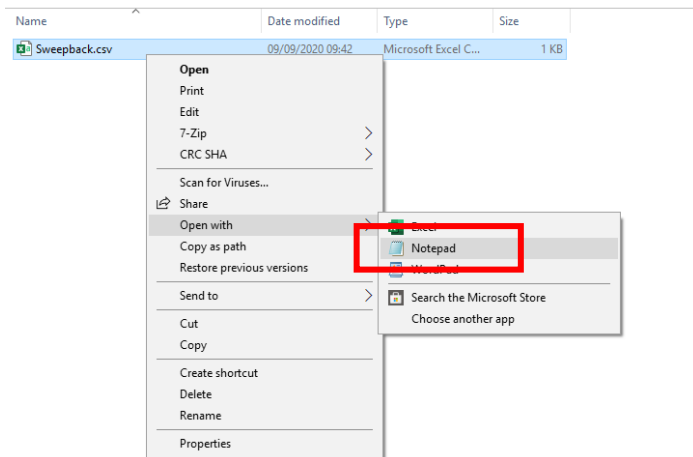 Name Date modified Type Size
Sweepback.csv 09/09/2020 09:42 Microsoft Excel C... 1 KB
Open
Print
Edit
7-Zip
CRC SHA
Scan for Viruses...
Share
Open with
Copy as path
Restore previous versions
Send to
Cut
Copy
Create shortcut
Delete
Rename
Properties
Excel
Notepad
WordPad
Search the Microsoft Store
Choose another app